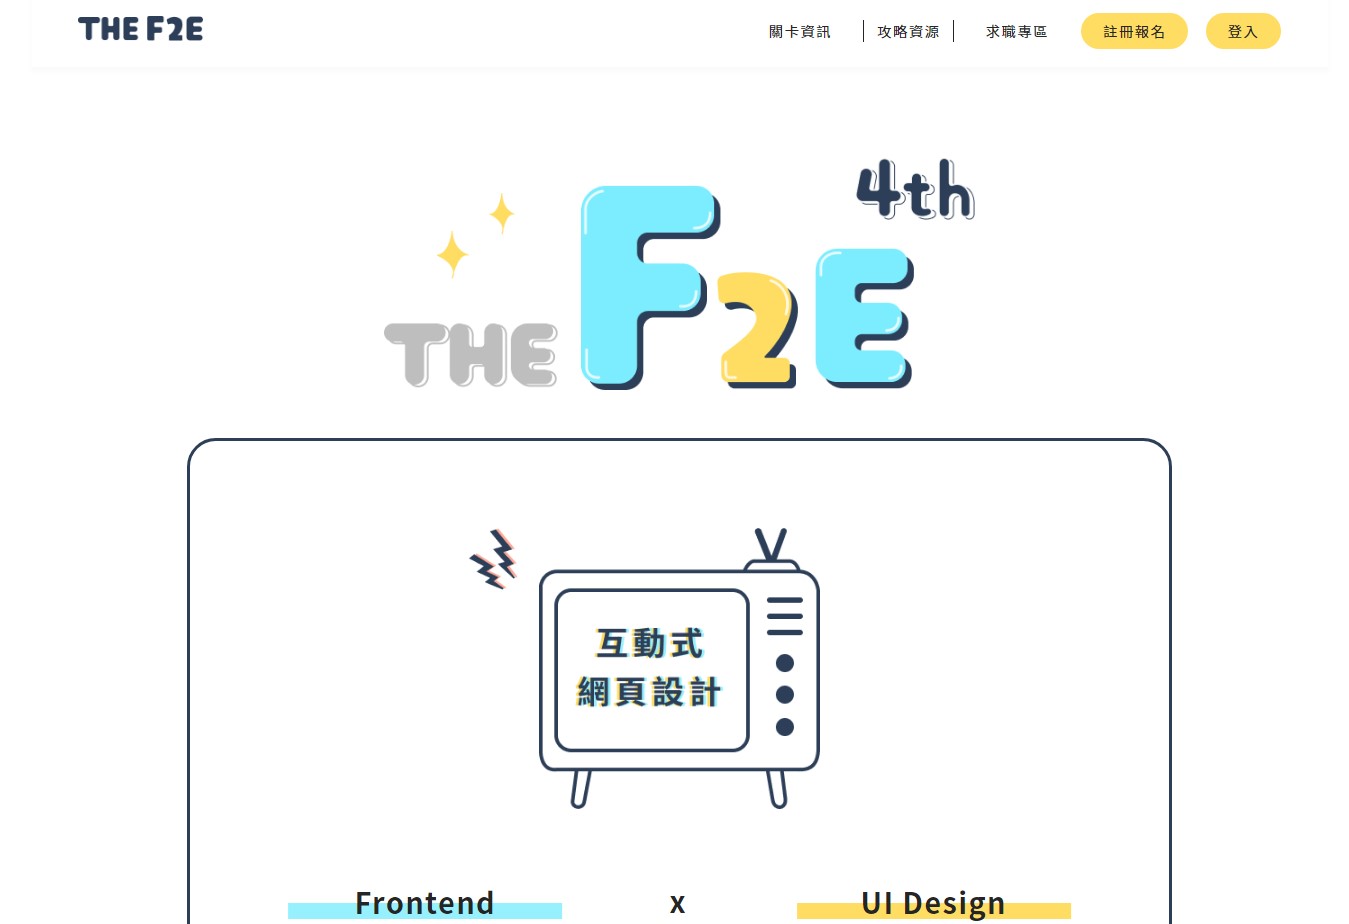 THE F2E
關卡資訊
攻略資源
求職專區
註冊報名
登入
4th
THE F2E
互動式
網頁設計
Frontend x UI Design